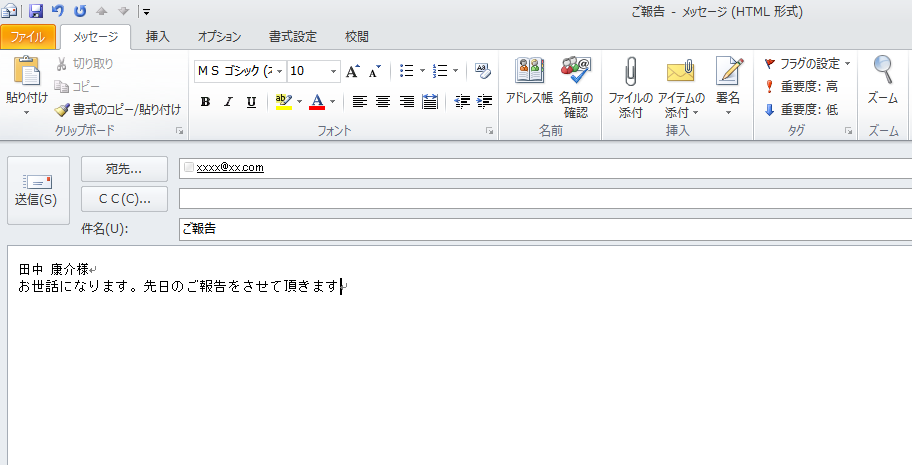 ご報告 - メッセージ (HTML 形式)
ファイル メッセージ 挿入 オプション 書式設定 校閲
貼り付け
切り取り
コピー
書式のコピー/貼り付け
クリップボード
ＭＳ ゴシック (ス 10
B I U ab A
フォント
アドレス帳
名前の
確認
名前
ファイルの
添付
アイテムの
添付
署名
挿入
フラグの設定
重要度: 高
重要度: 低
タグ
ズーム
ズーム
送信(S)
宛先... xxxx@xx.com
ＣＣ(C)...
件名(U): ご報告
田中 康介様
お世話になります。先日のご報告をさせて頂きます